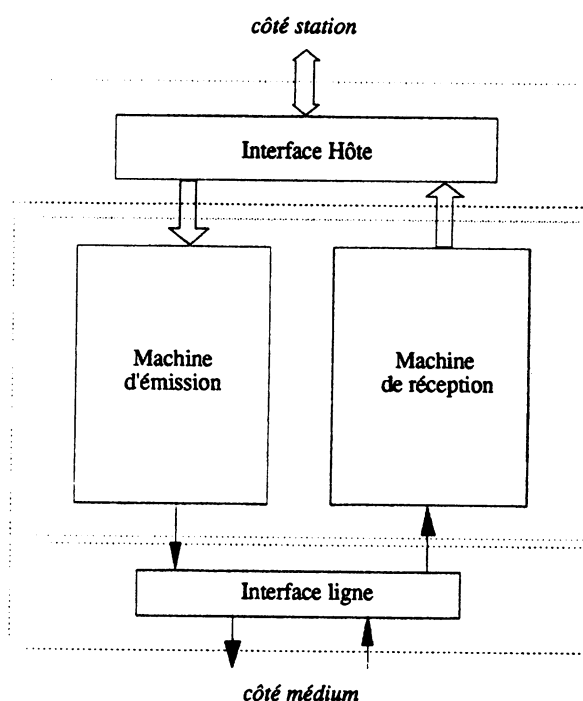 côté station
Interface Hôte
Machine
d'émission
Machine
de réception
Interface ligne
côté médium